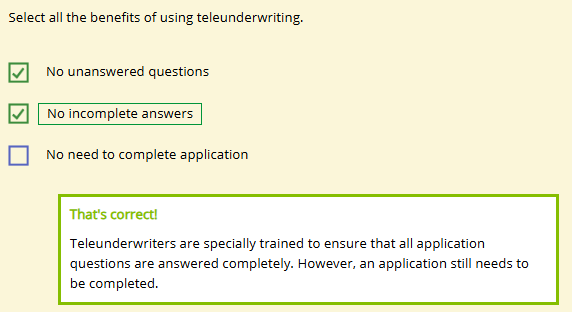 Select all the benefits of using teleunderwriting.
No unanswered questions
No incomplete answers
No need to complete application
That's correct!
Teleunderwriters are specially trained to ensure that all application
questions are answered completely. However, an application still needs to
be completed.